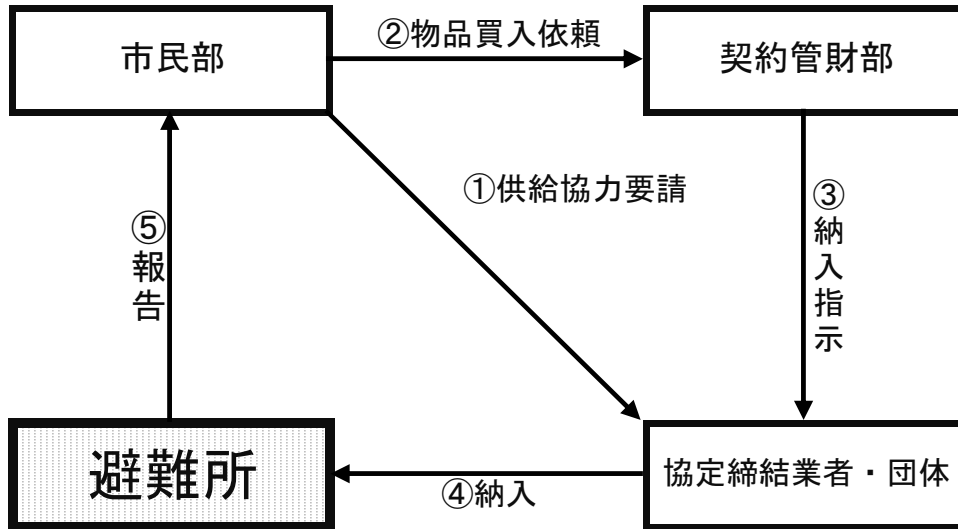 市民部
②物品買入依頼
契約管財部
①供給協力要請
③納入指示
⑤報告
避難所
④納入
協定締結業者・団体